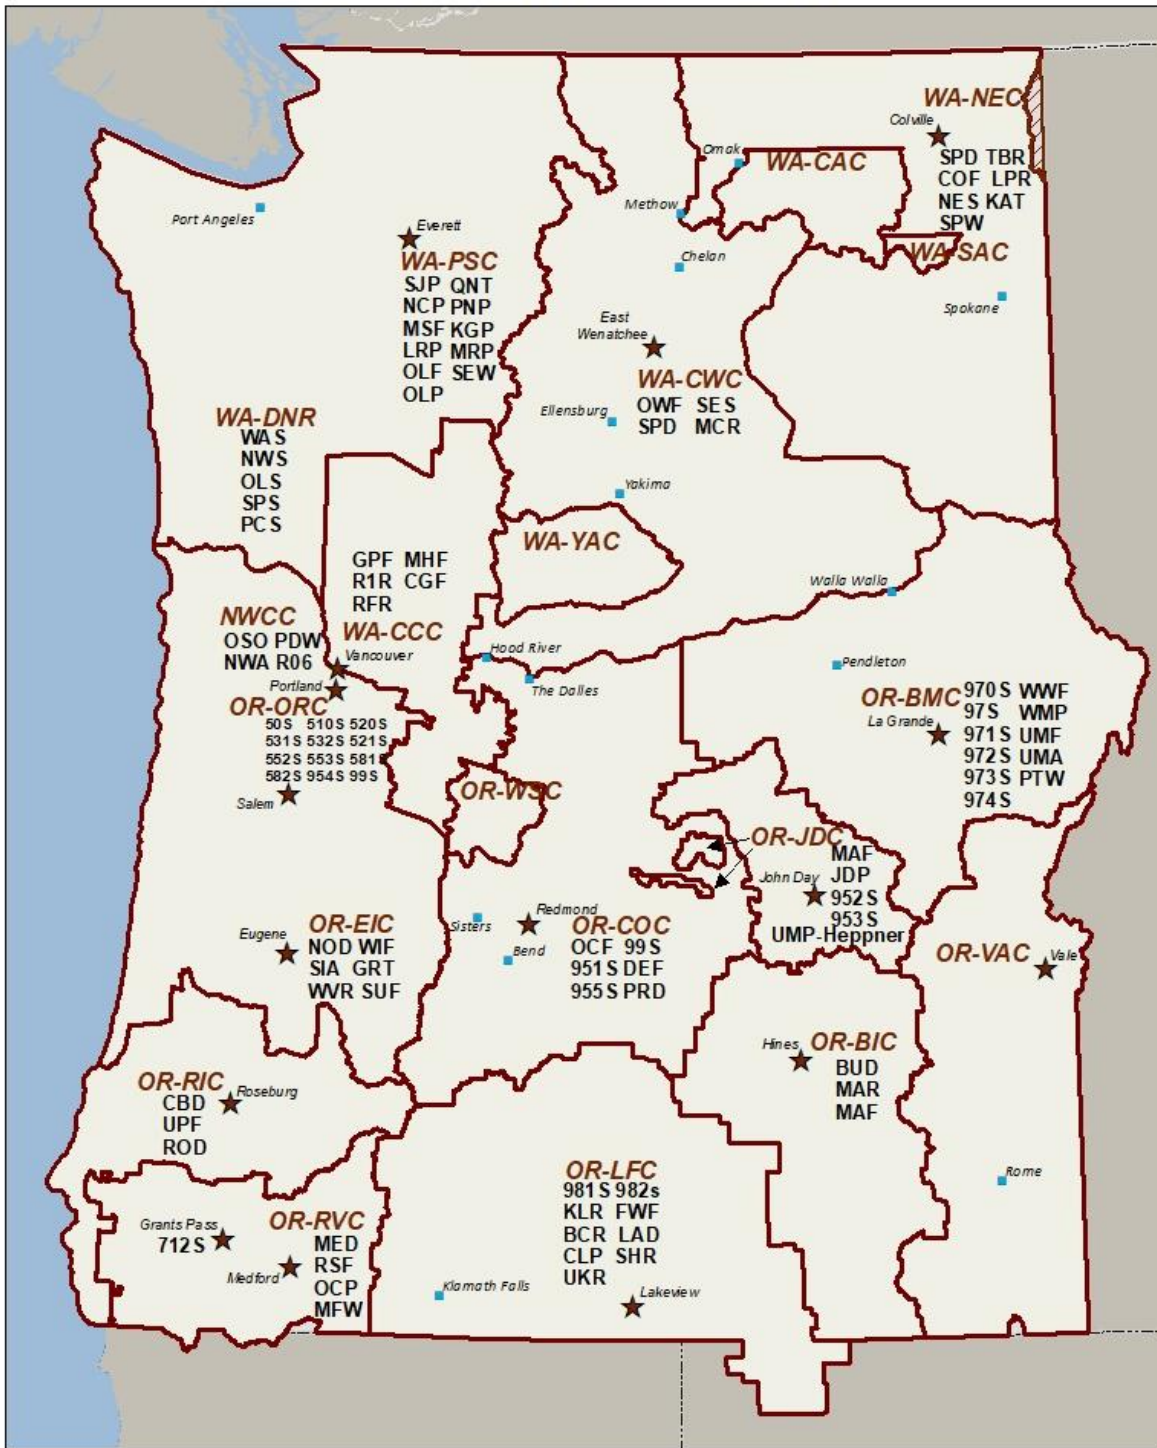 WA-NEC
Colville
SPD TBR
COF LPR
NES KAT
SPW
Omak
WA-CAC
Methow
Port Angeles
Everett
WA-PSC
SJP QNT
NCP PNP
MSF KGP
LRP MRP
OLF SEW
OLP
Chelan
WA-SAC
Spokane
East
Wenatchee
WA-CWC
OWF SES
SPD MCR
Ellensburg
Yakima
WA-DNR
WAS
NWS
OLS
SPS
PCS
WA-YAC
GPF MHF
R1R CGF
RFR
WA-CCC
Vancouver
NWCC
OSO PDW
NWA R06
Portland
Walla Walla
Hood River
The Dalles
Pendleton
OR-ORC
50S 510S 520S
531S 532S 521S
552S 553S 581S
582S 954S 99S
Salem
OR-BMC
La Grande
970S WWF
97S WMP
971S UMF
972S UMA
973S PTW
974S
OR-WSC
OR-JDC
MAF
John Day
JDP
952S
953S
UMP-Heppner
OR-EIC
Eugene
NOD WIF
SIA GRT
WVR SUF
Sisters
Redmond
Bend
OR-COC
OCF 99S
951S DEF
955S PRD
OR-VAC
Vale
Hines
OR-BIC
BUD
MAR
MAF
OR-RIC
Roseburg
CBD
UPF
ROD
OR-LFC
981S 982s
KLR FWF
BCR LAD
CLP SHR
UKR
Rome
Grants Pass
712S
OR-RVC
Medford
MED
RSF
OCP
MFW
Klamath Falls
Lakeview